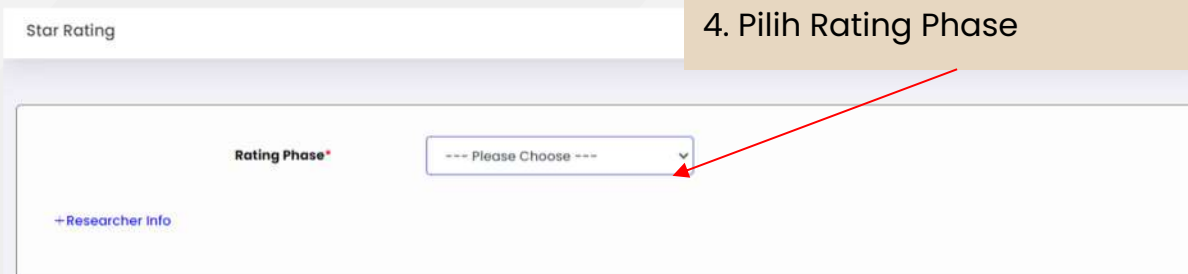 Star Rating
4. Pilih Rating Phase
Rating Phase*
--- Please Choose ---
+Researcher Info